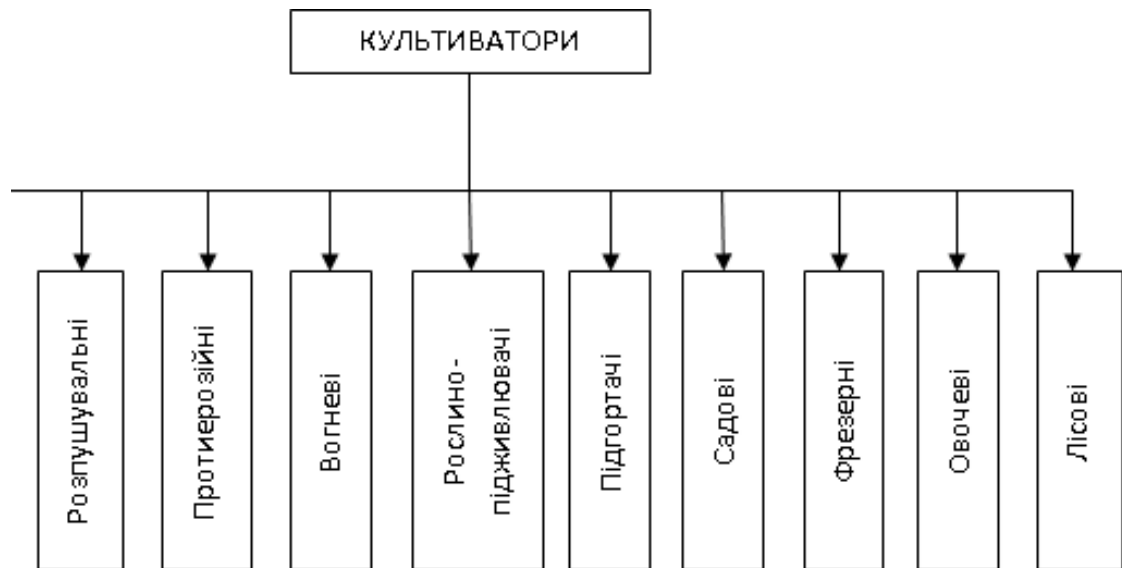 КУЛЬТИВАТОРИ
Розпушувальні
Протиерозійні
Вогневі
Рослино-
підживлювачі
Підгортачі
Садові
Фрезерні
Овочеві
Лісові